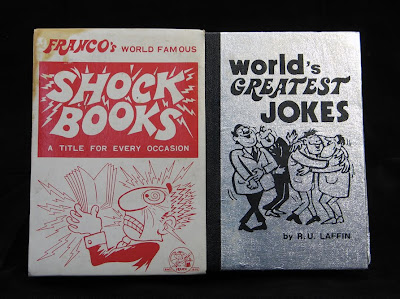 FRANCO's WORLD FAMOUS
SHOCK
BOOKS
A TITLE FOR EVERY OCCASION
world's
GREATEST
JOKES
by R.U. LAFFIN